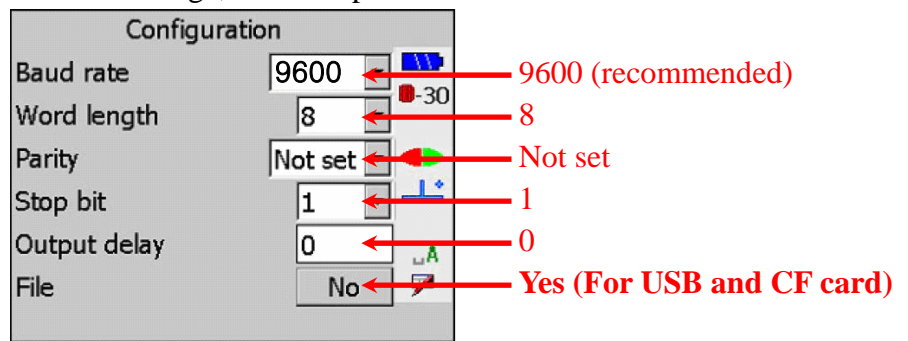 Configuration
Baud rate 9600 9600 (recommended)
-30
Word length 8 8
Parity Not set Not set
Stop bit 1 1
Output delay 0 0
A
File No Yes (For USB and CF card)